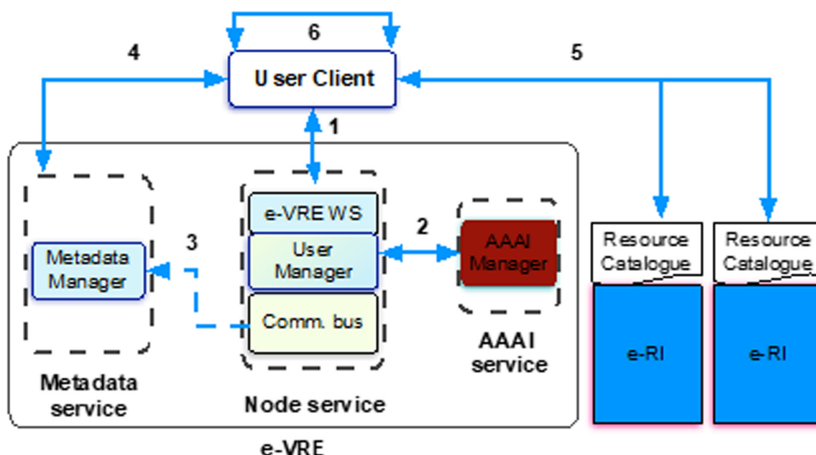 6
4
5
User Client
1
e-VRE WS
2
3
User
Manager
AAAI
Manager
Metadata
Manager
Comm. bus
Resource
Catalogue
Resource
Catalogue
e-RI
e-RI
AAAI
service
Metadata
service
Node service
e-VRE